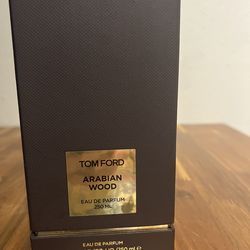 TOM FORD
ARABIAN
WOOD
EAU DE PARFUM
250 ML
EAU DE PARFUM